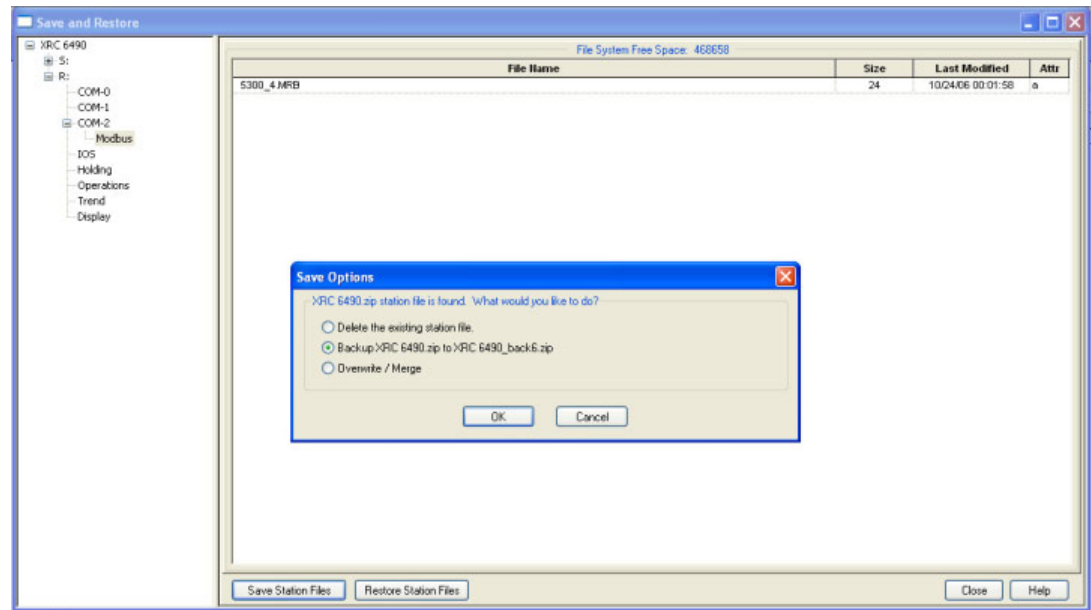 Save and Restore
XRC 6490
S:
R:
COM-0
COM-1
COM-2
Modbus
IOS
Holding
Operations
Trend
Display
File System Free Space: 468658
File Name Size Last Modified Attr
5300_4.MRB 24 10/24/06 00:01:58 a
Save Options
XRC 6490.zip station file is found. What would you like to do?
Delete the existing station file.
Backup XRC 6490.zip to XRC 6490_back6.zip
Overwrite / Merge
OK Cancel
Save Station Files Restore Station Files Close Help